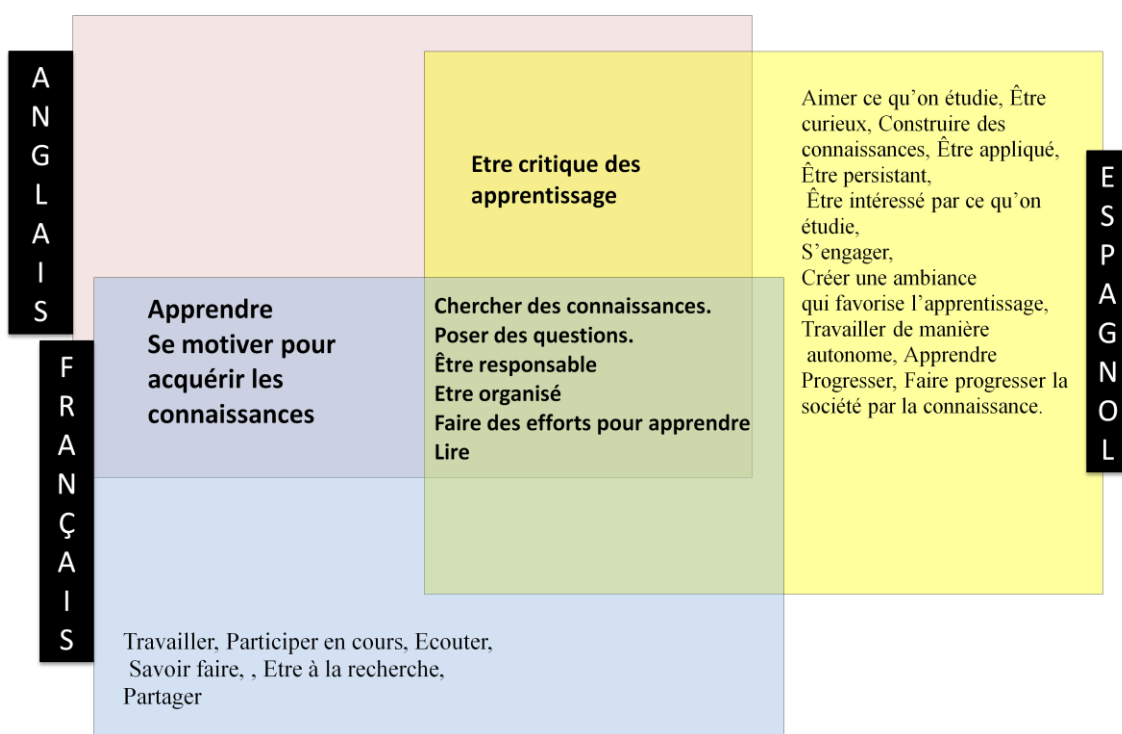 ANGLAIS
Etre critique des
apprentissage
Aimer ce qu'on étudie, Être
curieux, Construire des
connaissances, Être appliqué,
Être persistant,
Être intéressé par ce qu'on
étudie,
S'engager,
Créer une ambiance
qui favorise l'apprentissage,
Travailler de manière
autonome, Apprendre
Progresser, Faire progresser la
société par la connaissance.
ESPAGNOL
Apprendre
Se motiver pour
acquérir les
connaissances
Chercher des connaissances.
Poser des questions.
Être responsable
Etre organisé
Faire des efforts pour apprendre
Lire
FRANÇAIS
Travailler, Participer en cours, Ecouter,
Savoir faire, , Etre à la recherche,
Partager